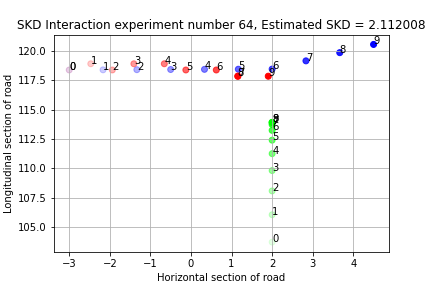 SKD Interaction experiment number 64, Estimated SKD = 2.112008
120.0
117.5
115.0
112.5
110.0
107.5
105.0
Longitudinal section of road
0 1 2 3 4 5 6 8 9
0 1 2 3 4 5 6 7 8 9
0 1 2 3 4 5 6 9
−3 −2 −1 0 1 2 3 4
Horizontal section of road